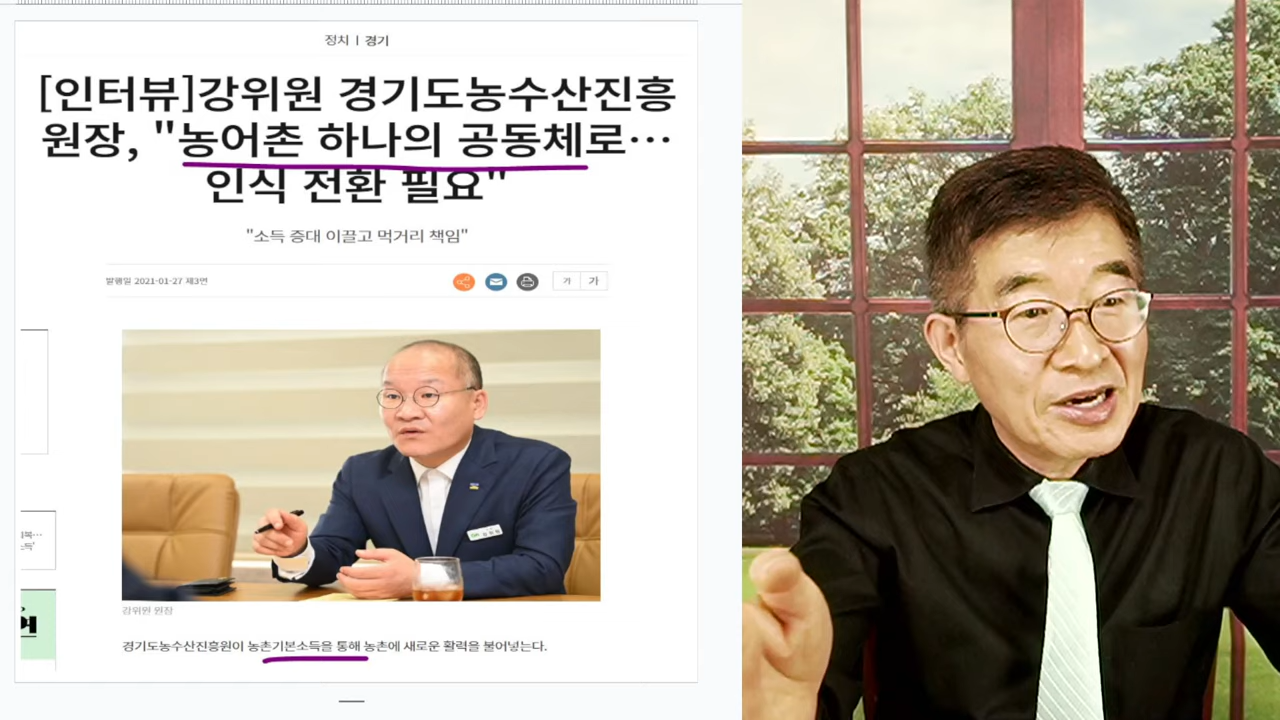 정치 | 경기
[인터뷰]강위원 경기도농수산진흥
원장, "농어촌 하나의 공동체로…
인식 전환 필요"
"소득 증대 이끌고 먹거리 책임"
발행일 2021-01-27 제3면
가 가
강위원 원장
경기도농수산진흥원이 농촌기본소득을 통해 농촌에 새로운 활력을 불어넣는다.